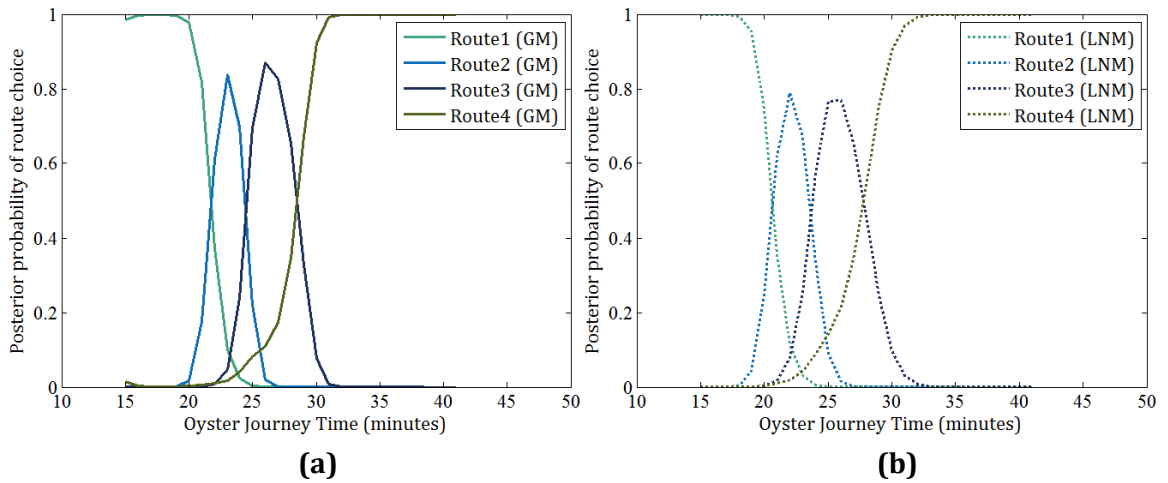 Posterior probability of route choice
1
0.8
0.6
0.4
0.2
0
10 15 20 25 30 35 40 45 50
Oyster Journey Time (minutes)
Route1 (GM)
Route2 (GM)
Route3 (GM)
Route4 (GM)
(a)
Posterior probability of route choice
1
0.8
0.6
0.4
0.2
0
10 15 20 25 30 35 40 45 50
Oyster Journey Time (minutes)
Route1 (LNM)
Route2 (LNM)
Route3 (LNM)
Route4 (LNM)
(b)